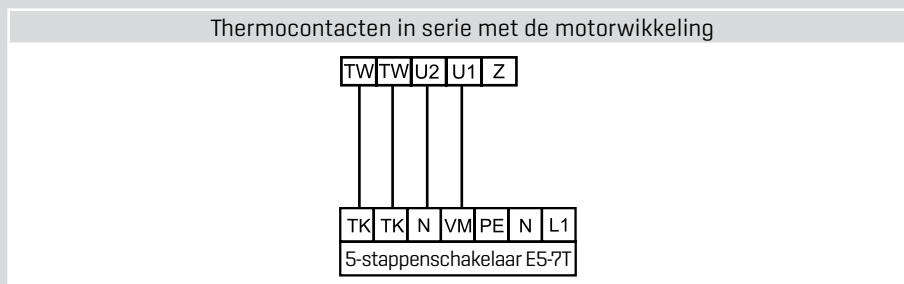 Thermocontacten in serie met de motorwikkeling
TW TW U2 U1 Z
TK TK N VM PE N L1
5-stappenschakelaar E5-7T